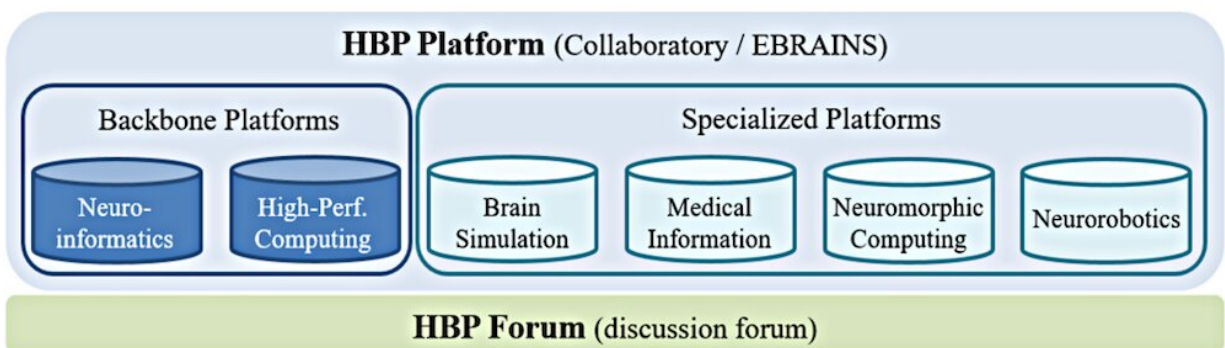 HBP Platform (Collaboratory / EBRAINS)
Backbone Platforms
Specialized Platforms
Neuro-
informatics
High-Perf.
Computing
Brain
Simulation
Medical
Information
Neuromorphic
Computing
Neurorobotics
HBP Forum (discussion forum)